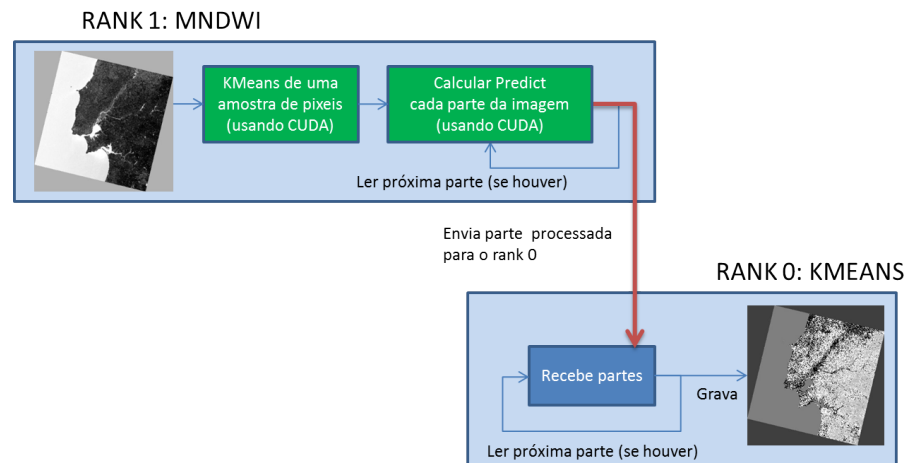 RANK 1: MNDWI
KMeans de uma
amostra de pixeis
(usando CUDA)
Calcular Predict
cada parte da imagem
(usando CUDA)
Ler próxima parte (se houver)
Envia parte processada
para o rank 0
RANK 0: KMEANS
Recebe partes
Grava
Ler próxima parte (se houver)